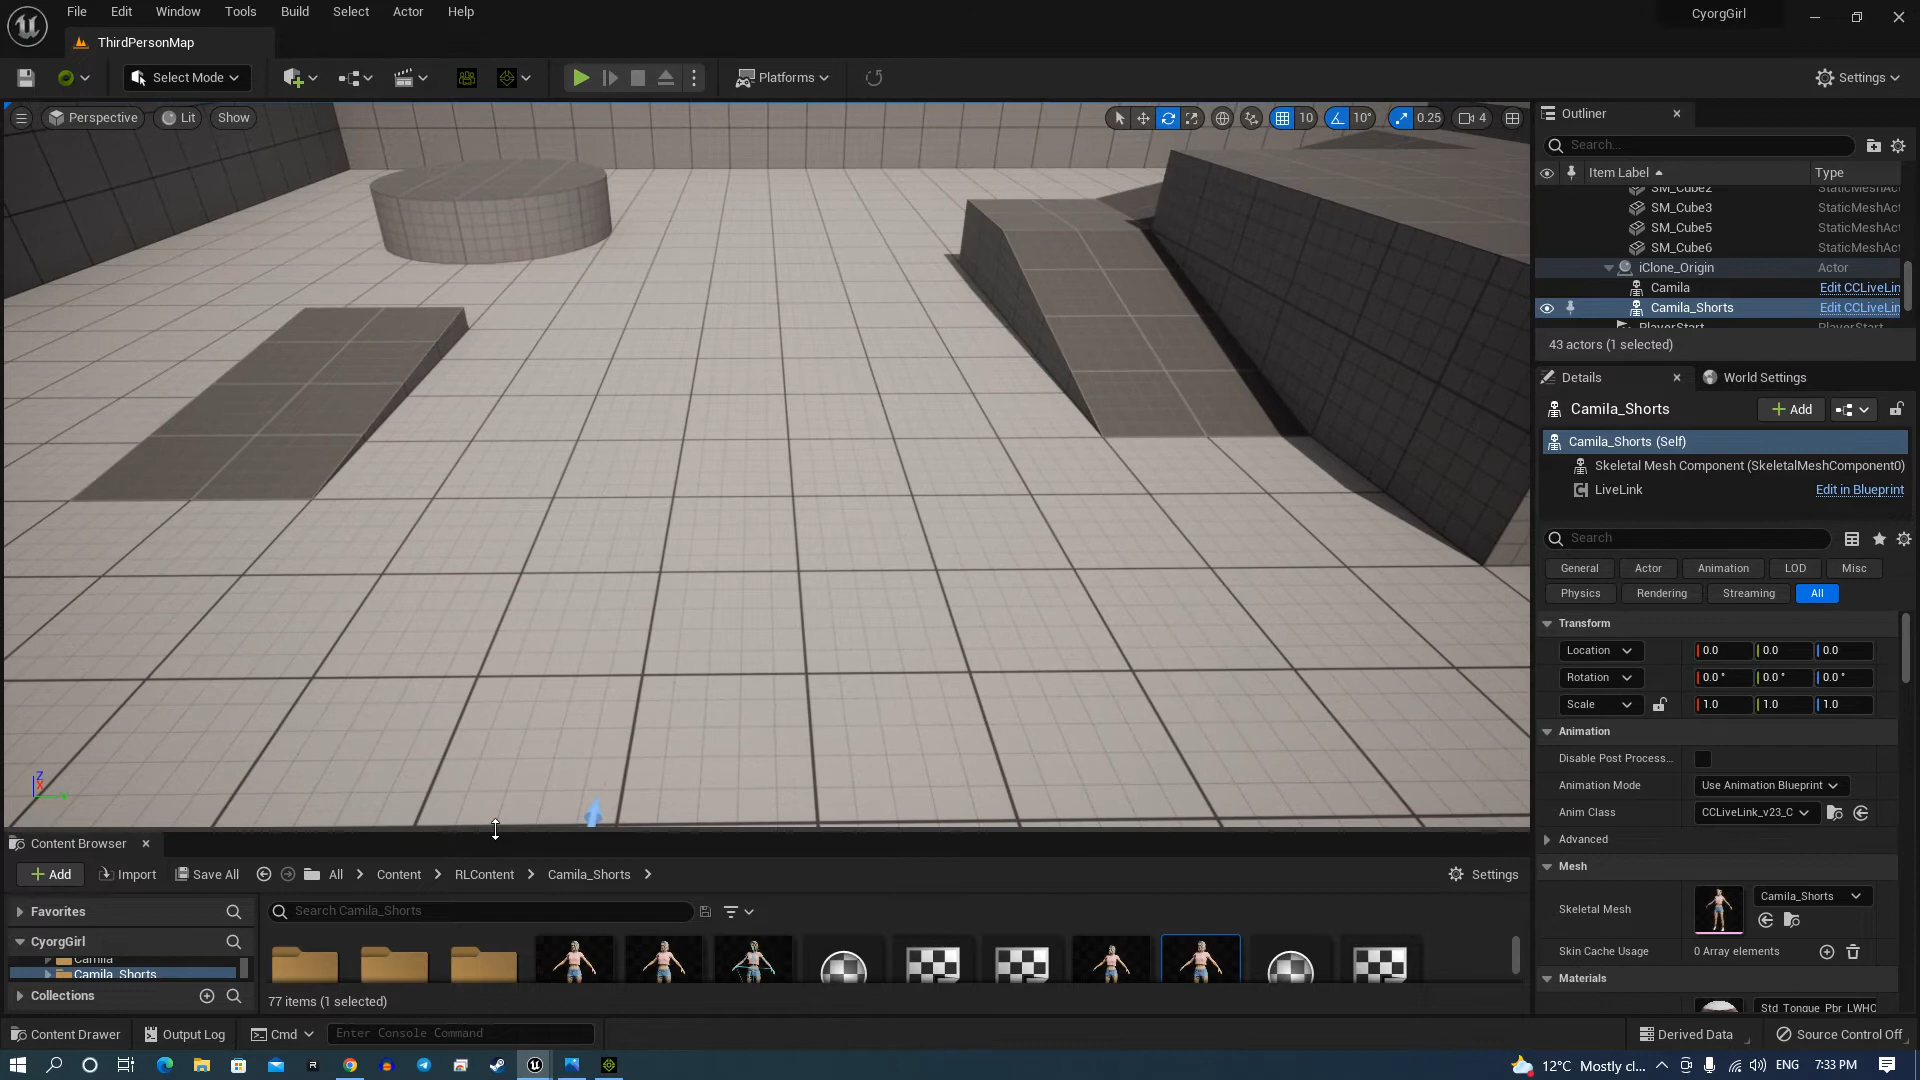 File Edit Window Tools Build Select Actor Help
CyorgGirl
ThirdPersonMap
Select Mode
Platforms
Settings
Perspective Lit Show
10 10° 0.25 4
Outliner
Search...
Item Label Type
SM_Cube2 StaticMeshAct
SM_Cube3 StaticMeshAct
SM_Cube5 StaticMeshAct
SM_Cube6 StaticMeshAct
iClone_Origin Actor
Camila Edit CCLiveLin
Camila_Shorts Edit CCLiveLin
PlayerStart PlayerStart
43 actors (1 selected)
Details World Settings
Camila_Shorts Add
Camila_Shorts (Self)
Skeletal Mesh Component (SkeletalMeshComponent0)
LiveLink Edit in Blueprint
Search
General Actor Animation LOD Misc
Physics Rendering Streaming All
Transform
Location 0.0 0.0 0.0
Rotation 0.0 ° 0.0 ° 0.0 °
Scale 1.0 1.0 1.0
Animation
Disable Post Process...
Animation Mode Use Animation Blueprint
Anim Class CCLiveLink_v23_C
Advanced
Mesh
Skeletal Mesh Camila_Shorts
Skin Cache Usage 0 Array elements
Materials
Std_Tongue_Pbr_LWHC
Z
X
Y
Content Browser
Add Import Save All All Content RLContent Camila_Shorts Settings
Favorites
Search Camila_Shorts
CyorgGirl
Camila
Camila_Shorts
Collections
77 items (1 selected)
Content Drawer Output Log Cmd Enter Console Command Derived Data Source Control Off
12°C Mostly cl... ENG 7:33 PM